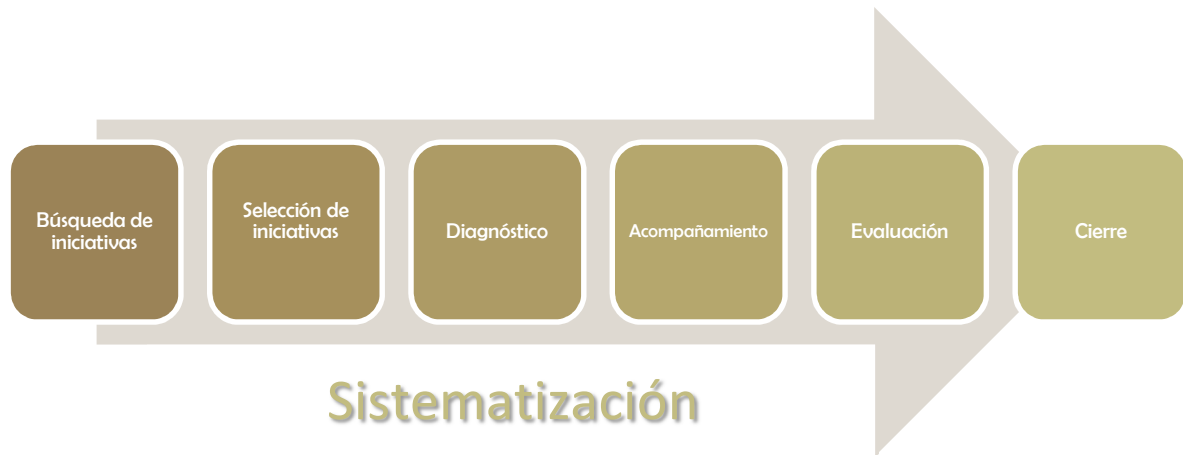 Búsqueda de
iniciativas
Selección de
iniciativas
Diagnóstico
Acompañamiento
Evaluación
Cierre
Sistematización